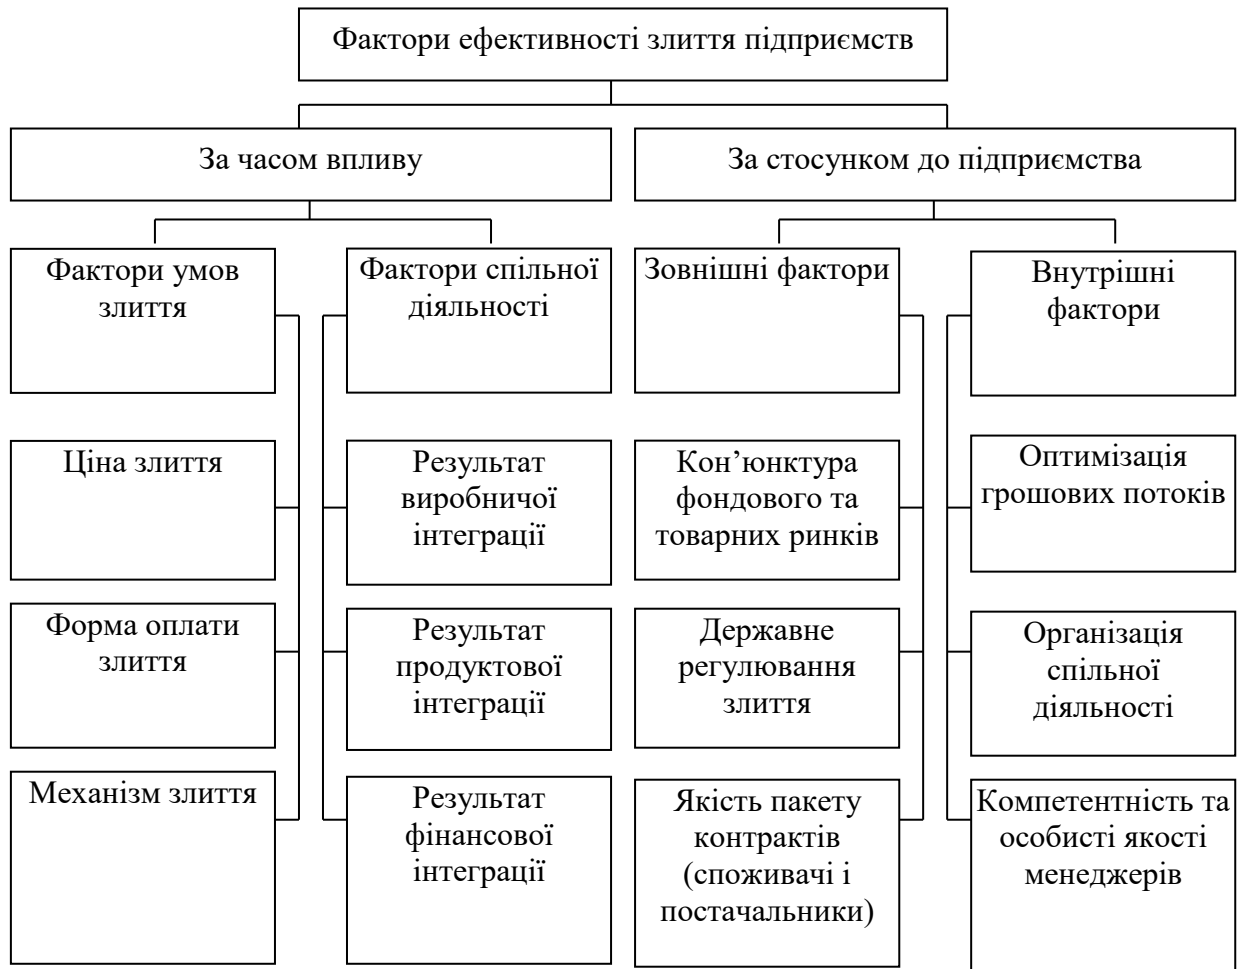 Фактори ефективності злиття підприємств
За часом впливу
За стосунком до підприємства
Фактори умов
злиття
Фактори спільної
діяльності
Зовнішні фактори
Внутрішні
фактори
Ціна злиття
Результат
виробничої
інтеграції
Кон’юнктура
фондового та
товарних ринків
Оптимізація
грошових потоків
Форма оплати
злиття
Результат
продуктової
інтеграції
Державне
регулювання
злиття
Організація
спільної
діяльності
Механізм злиття
Результат
фінансової
інтеграції
Якість пакету
контрактів
(споживачі і
постачальники)
Компетентність та
особисті якості
менеджерів